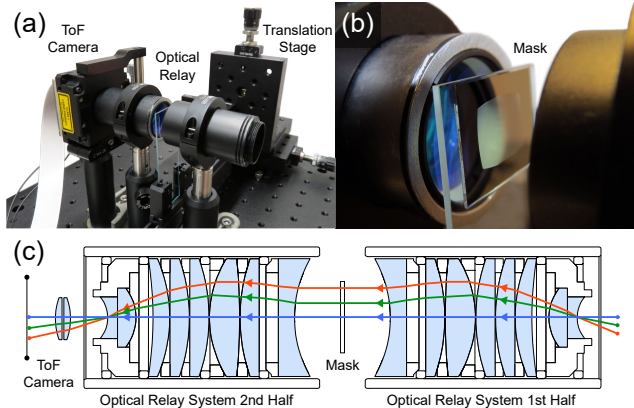 (a)
ToF
Camera
Optical
Relay
Translation
Stage
(b)
Mask
(c)
ToF
Camera
Mask
Optical Relay System 2nd Half
Optical Relay System 1st Half